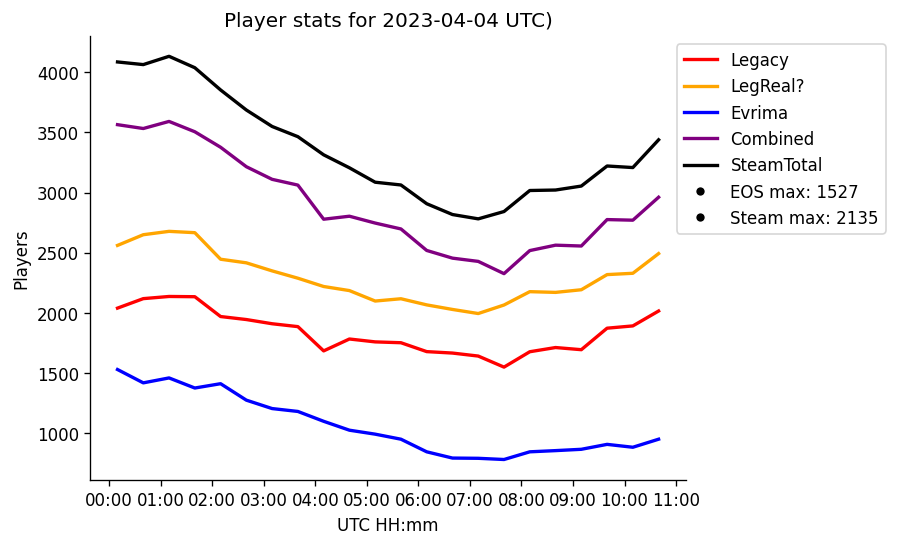 Player stats for 2023-04-04 UTC)
4000
3500
3000
2500
2000
1500
1000
Players
00:00 01:00 02:00 03:00 04:00 05:00 06:00 07:00 08:00 09:00 10:00 11:00
UTC HH:mm
Legacy
LegReal?
Evrima
Combined
SteamTotal
EOS max: 1527
Steam max: 2135